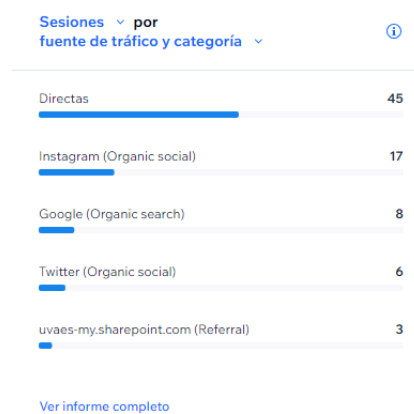 Sesiones por
fuente de tráfico y categoría
Directas 45
Instagram (Organic social) 17
Google (Organic search) 8
Twitter (Organic social) 6
uvaes-my.sharepoint.com (Referral) 3
Ver informe completo